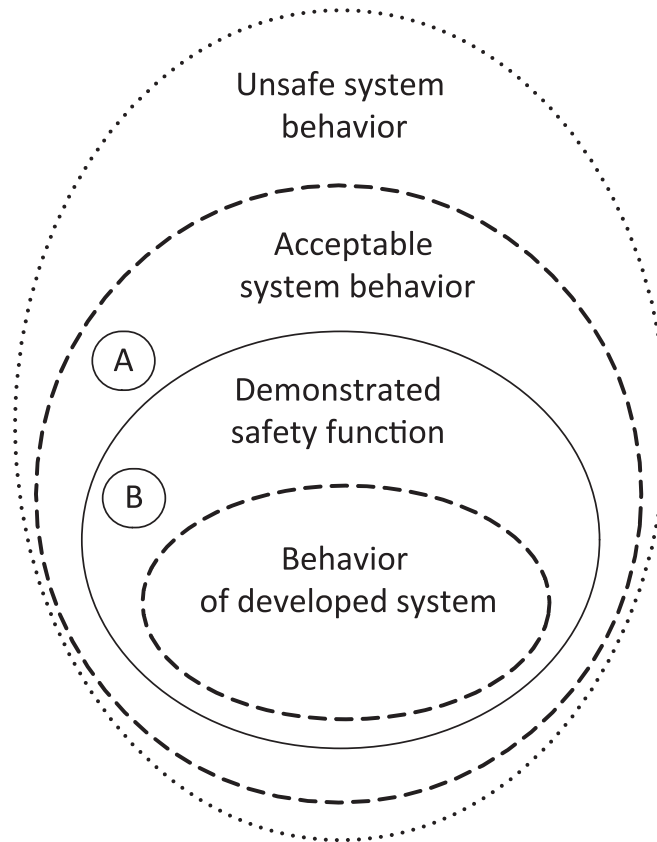 Unsafe system
behavior
Acceptable
system behavior
A
Demonstrated
safety function
B
Behavior
of developed system